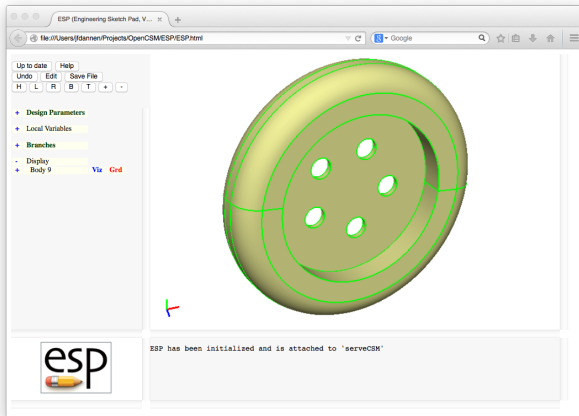 ESP (Engineering Sketch Pad, V...
file:///Users/jfdannen/Projects/OpenCSM/ESP/ESP.html
Google
Up to date Help
Undo Edit Save File
H L R B T + -
+ Design Parameters
+ Local Variables
+ Branches
- Display
+ Body 9 Viz Grd
esp
ESP has been initialized and is attached to 'serveCSM'